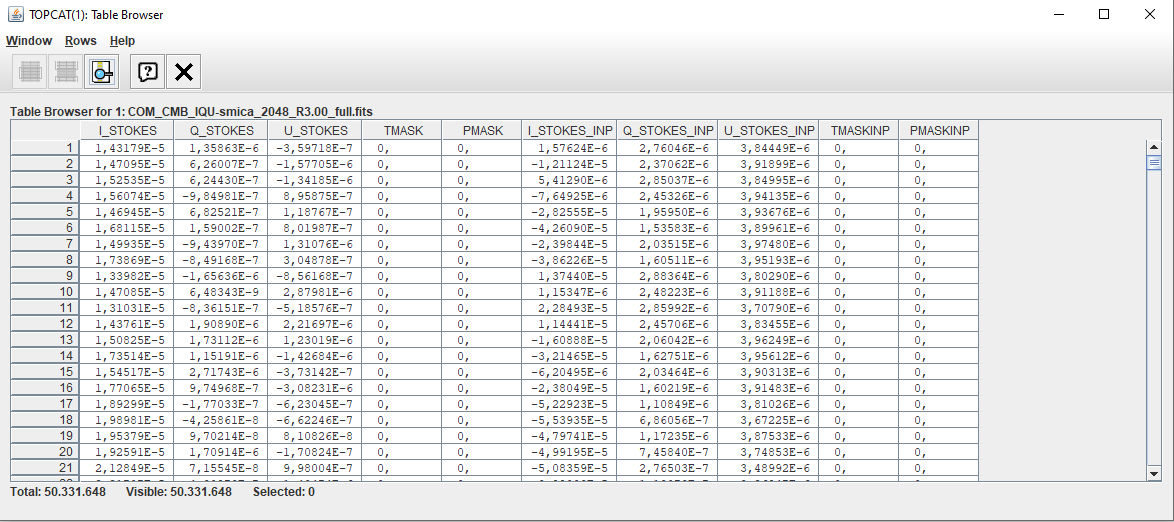 TOPCAT(1): Table Browser
Window Rows Help
Table Browser for 1: COM_CMB_IQU-smica_2048_R3.00_full.fits
I_STOKES Q_STOKES U_STOKES TMASK PMASK I_STOKES_INP Q_STOKES_INP U_STOKES_INP TMASKINP PMASKINP
1 1,43179E-5 1,35863E-6 -3,59718E-7 0, 0, 1,57624E-6 2,76046E-6 3,84449E-6 0, 0,
2 1,47095E-5 6,26007E-7 -1,57705E-6 0, 0, -1,21124E-5 2,37062E-6 3,91899E-6 0, 0,
3 1,52535E-5 6,24430E-7 -1,34185E-6 0, 0, 5,41290E-6 2,85037E-6 3,84995E-6 0, 0,
4 1,56074E-5 -9,84981E-7 8,95875E-7 0, 0, -7,64925E-6 2,45326E-6 3,94135E-6 0, 0,
5 1,46945E-5 6,82521E-7 1,18767E-7 0, 0, -2,82555E-5 1,95950E-6 3,93676E-6 0, 0,
6 1,68115E-5 1,59002E-7 8,01987E-7 0, 0, -4,26090E-5 1,53583E-6 3,89961E-6 0, 0,
7 1,49935E-5 -9,43970E-7 1,31076E-6 0, 0, -2,39844E-5 2,03515E-6 3,97480E-6 0, 0,
8 1,73869E-5 -8,49168E-7 3,04878E-7 0, 0, -3,86226E-5 1,60511E-6 3,95193E-6 0, 0,
9 1,33982E-5 -1,65636E-6 -8,56168E-7 0, 0, 1,37440E-5 2,88364E-6 3,80290E-6 0, 0,
10 1,47085E-5 6,48343E-9 2,87981E-6 0, 0, 1,15347E-6 2,48223E-6 3,91188E-6 0, 0,
11 1,31031E-5 -8,36151E-7 -5,18576E-7 0, 0, 2,28493E-5 2,85992E-6 3,70790E-6 0, 0,
12 1,43761E-5 1,90890E-6 2,21697E-6 0, 0, 1,14441E-5 2,45706E-6 3,83455E-6 0, 0,
13 1,50825E-5 1,73112E-6 1,23019E-6 0, 0, -1,60888E-5 2,06042E-6 3,96249E-6 0, 0,
14 1,73514E-5 1,15191E-6 -1,42684E-6 0, 0, -3,21465E-5 1,62751E-6 3,95612E-6 0, 0,
15 1,54517E-5 2,71743E-6 -3,73142E-7 0, 0, -6,20495E-6 2,03464E-6 3,90313E-6 0, 0,
16 1,77065E-5 9,74968E-7 -3,08231E-6 0, 0, -2,38049E-5 1,60219E-6 3,91483E-6 0, 0,
17 1,89299E-5 -1,77033E-7 -6,23045E-7 0, 0, -5,22923E-5 1,10849E-6 3,81026E-6 0, 0,
18 1,98981E-5 -4,25861E-8 -6,62246E-7 0, 0, -5,53935E-5 6,86056E-7 3,67225E-6 0, 0,
19 1,95379E-5 9,70214E-8 8,10826E-8 0, 0, -4,79741E-5 1,17235E-6 3,87533E-6 0, 0,
20 1,92591E-5 1,70914E-6 -1,70824E-7 0, 0, -4,99195E-5 7,45840E-7 3,74853E-6 0, 0,
21 2,12849E-5 7,15545E-8 9,98004E-7 0, 0, -5,08359E-5 2,76503E-7 3,48992E-6 0, 0,
Total: 50.331.648 Visible: 50.331.648 Selected: 0